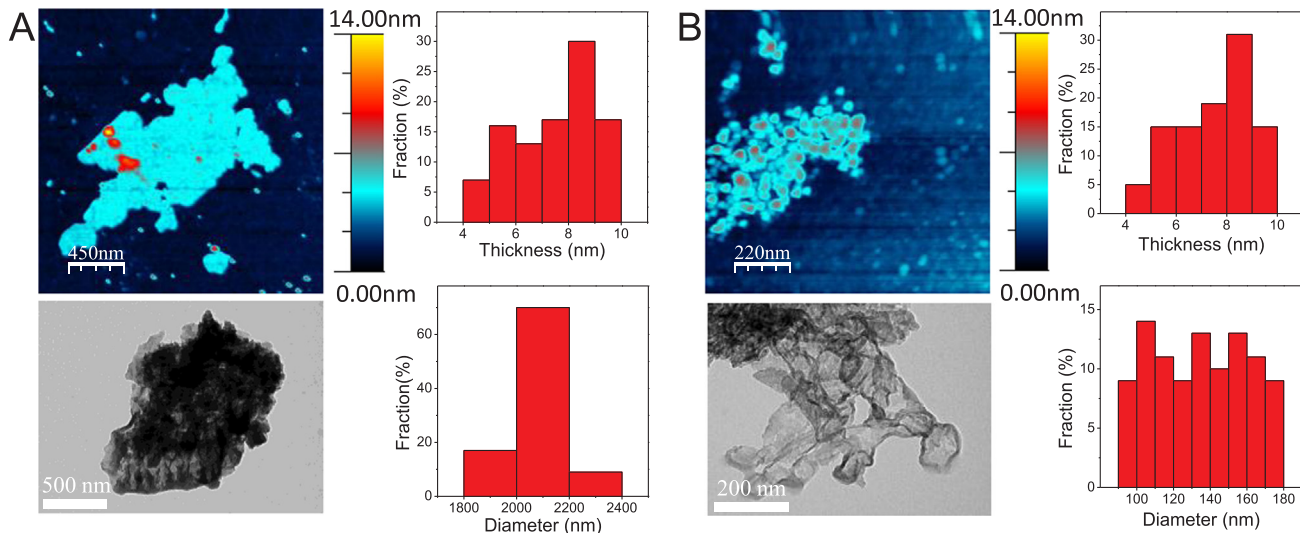 A
14.00nm
450nm
0.00nm
Fraction (%)
30
25
20
15
10
5
0
4
6
8
10
Thickness (nm)
500 nm
Fraction(%)
60
40
20
0
1800
2000
2200
2400
Diameter (nm)
B
14.00nm
220nm
0.00nm
Fraction (%)
30
25
20
15
10
5
0
4
6
8
10
Thickness (nm)
200 nm
Fraction (%)
15
10
5
0
100
120
140
160
180
Diameter (nm)